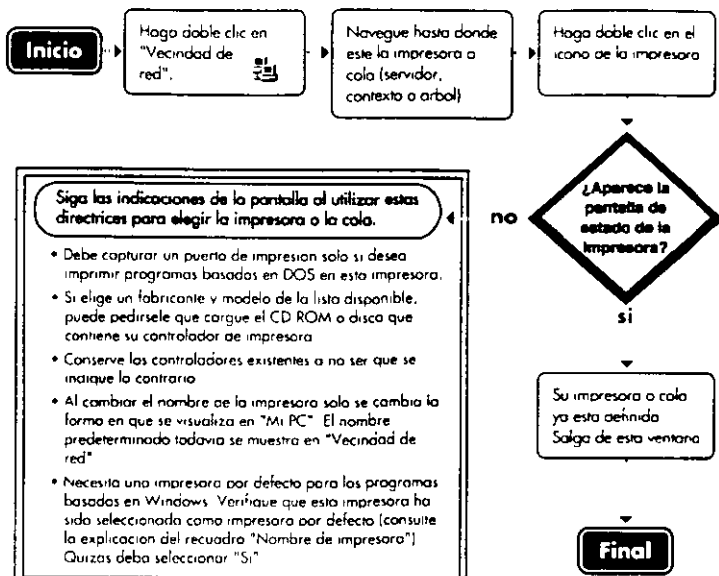 Inicio
Haga doble clic en
"Vecindad de
red".
Navegue hasta donde
este la impresora o
cola (servidor,
contexto o arbol)
Haga doble clic en el
icono de la impresora
¿Aparece la
pantalla de
estado de la
impresora?
no
si
Siga las indicaciones de la pantalla al utilizar estas
directrices para elegir la impresora o la cola.
• Debe capturar un puerto de impresion solo si desea
imprimir programas basados en DOS en esta impresora.
• Si elige un fabricante y modelo de la lista disponible,
puede pedirsele que cargue el CD ROM o disco que
contiene su controlador de impresora
• Conserve los controladores existentes a no ser que se
indique lo contrario
• Al cambiar el nombre de la impresora solo se cambia la
forma en que se visualiza en "Mi PC" El nombre
predeterminado todavia se muestra en "Vecindad de
red"
• Necesita una impresora por defecto para los programas
basados en Windows Verifique que esta impresora ha
sido seleccionada como impresora por defecto (consulte
la explicacion del recuadro "Nombre de impresora")
Quizas deba seleccionar "Si"
Su impresora o cola
ya esta definida
Salga de esta ventana
Final